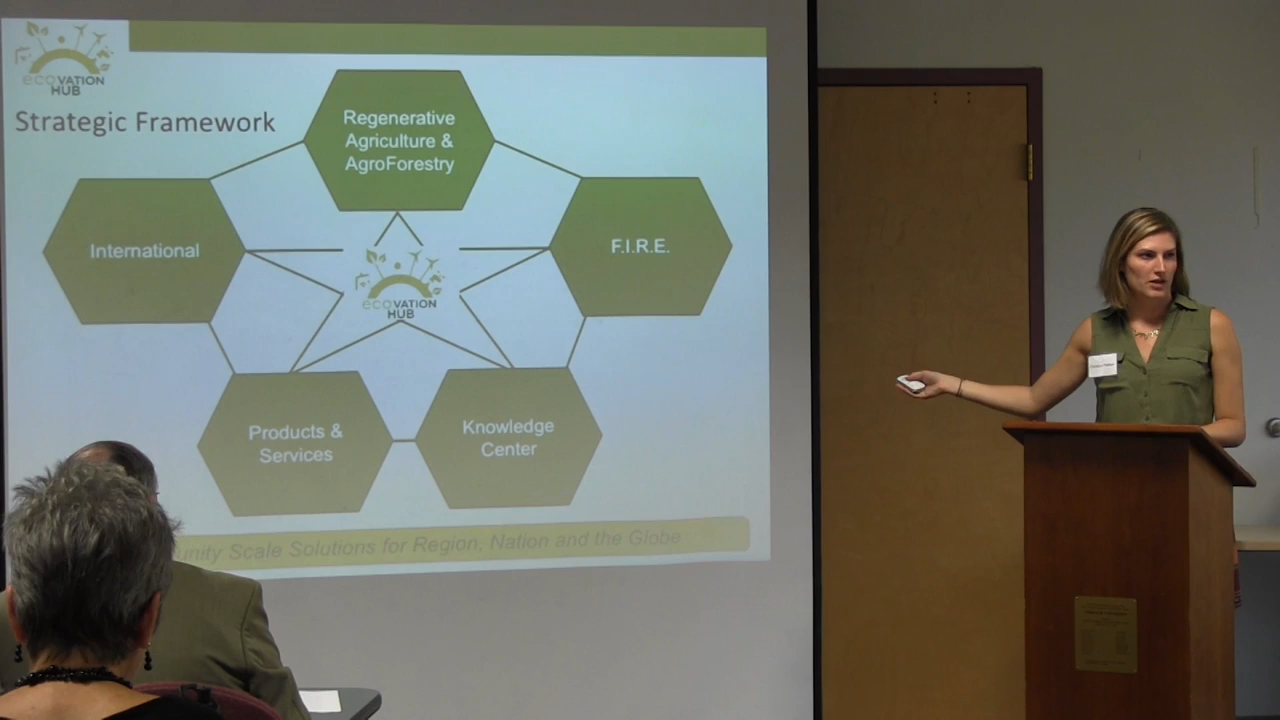 ecoVATION
HUB
Strategic Framework
Regenerative
Agriculture &
AgroForestry
International
F.I.R.E.
ecoVATION
HUB
Products &
Services
Knowledge
Center
Scale Solutions for Region, Nation and the Globe